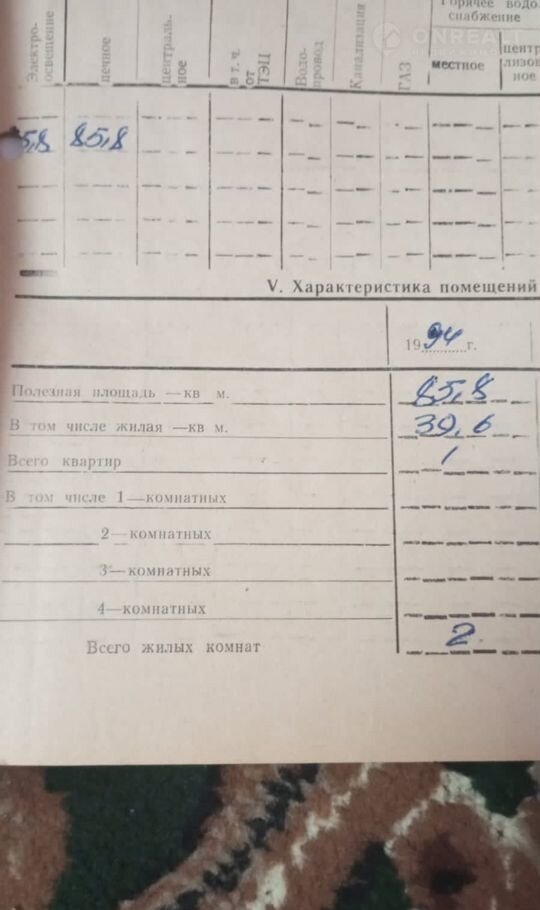 Горячее водо-
снабжение
ONREALT
Электро-
освещение
печное
централь-
ное
в т. ч.
от
ТЭЦ
Водо-
провод
Канализация
ГАЗ
местное
центр
лизов
ное
5,8 85,8
V. Характеристика помещений
1994 г.
Полезная площадь —кв м. 85,8
В том числе жилая —кв м. 39,6
Всего квартир 1
В том числе 1—комнатных
2—комнатных
3—комнатных
4—комнатных
Всего жилых комнат 2